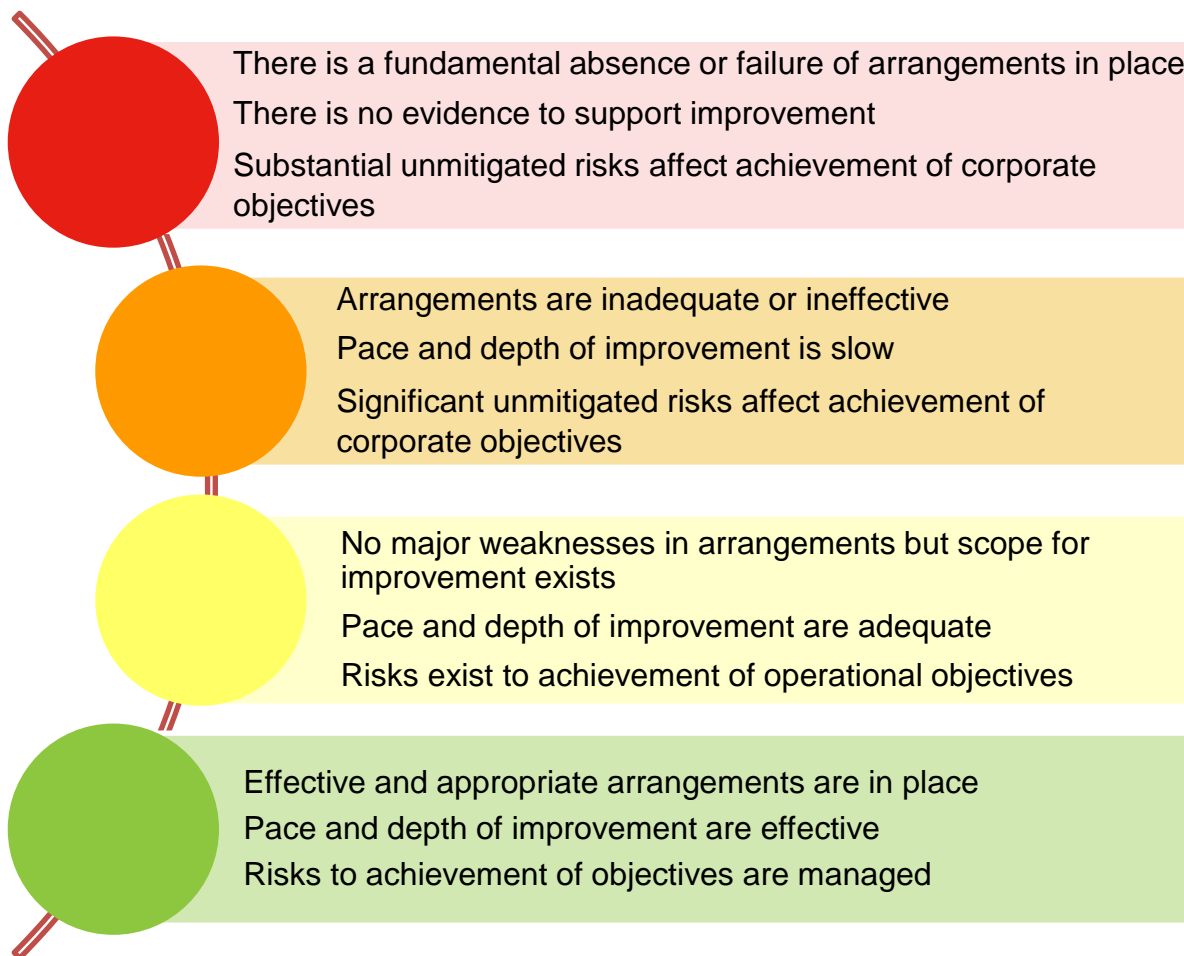 There is a fundamental absence or failure of arrangements in place
There is no evidence to support improvement
Substantial unmitigated risks affect achievement of corporate
objectives
Arrangements are inadequate or ineffective
Pace and depth of improvement is slow
Significant unmitigated risks affect achievement of
corporate objectives
No major weaknesses in arrangements but scope for
improvement exists
Pace and depth of improvement are adequate
Risks exist to achievement of operational objectives
Effective and appropriate arrangements are in place
Pace and depth of improvement are effective
Risks to achievement of objectives are managed